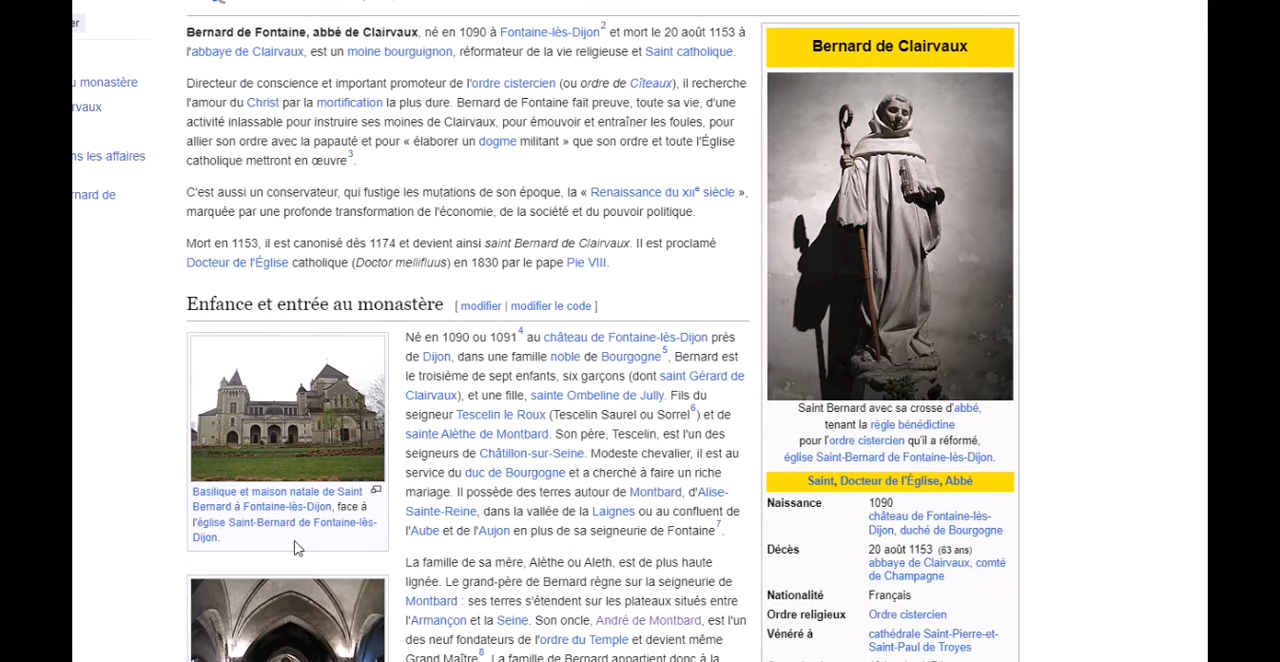 er
u monastère
rvaux
ns les affaires
rnard de
Bernard de Fontaine, abbé de Clairvaux, né en 1090 à Fontaine-lès-Dijon2 et mort le 20 août 1153 à
l'abbaye de Clairvaux, est un moine bourguignon, réformateur de la vie religieuse et Saint catholique.
Directeur de conscience et important promoteur de l'ordre cistercien (ou ordre de Cîteaux), il recherche
l'amour du Christ par la mortification la plus dure. Bernard de Fontaine fait preuve, toute sa vie, d'une
activité inlassable pour instruire ses moines de Clairvaux, pour émouvoir et entraîner les foules, pour
allier son ordre avec la papauté et pour « élaborer un dogme militant » que son ordre et toute l'Église
catholique mettront en œuvre3.
C'est aussi un conservateur, qui fustige les mutations de son époque, la « Renaissance du XIIe siècle »,
marquée par une profonde transformation de l'économie, de la société et du pouvoir politique.
Mort en 1153, il est canonisé dès 1174 et devient ainsi saint Bernard de Clairvaux. Il est proclamé
Docteur de l'Église catholique (Doctor mellifluus) en 1830 par le pape Pie VIII.
Enfance et entrée au monastère [ modifier | modifier le code ]
Basilique et maison natale de Saint
Bernard à Fontaine-lès-Dijon, face à
l'église Saint-Bernard de Fontaine-lès-
Dijon.
Né en 1090 ou 10914 au château de Fontaine-lès-Dijon près
de Dijon, dans une famille noble de Bourgogne5, Bernard est
le troisième de sept enfants, six garçons (dont saint Gérard de
Clairvaux), et une fille, sainte Ombeline de Jully. Fils du
seigneur Tescelin le Roux (Tescelin Saurel ou Sorrel6) et de
sainte Alèthe de Montbard. Son père, Tescelin, est l'un des
seigneurs de Châtillon-sur-Seine. Modeste chevalier, il est au
service du duc de Bourgogne et a cherché à faire un riche
mariage. Il possède des terres autour de Montbard, d'Alise-
Sainte-Reine, dans la vallée de la Laignes ou au confluent de
l'Aube et de l'Aujon en plus de sa seigneurie de Fontaine7.
La famille de sa mère, Alèthe ou Aleth, est de plus haute
lignée. Le grand-père de Bernard règne sur la seigneurie de
Montbard : ses terres s'étendent sur les plateaux situés entre
l'Armançon et la Seine. Son oncle, André de Montbard, est l'un
des neuf fondateurs de l'ordre du Temple et devient même
Grand Maître8. La famille de Bernard appartient donc à la
Bernard de Clairvaux
Saint Bernard avec sa crosse d'abbé,
tenant la règle bénédictine
pour l'ordre cistercien qu'il a réformé,
église Saint-Bernard de Fontaine-lès-Dijon.
Saint, Docteur de l'Église, Abbé
Naissance 1090
château de Fontaine-lès-
Dijon, duché de Bourgogne
Décès 20 août 1153 (63 ans)
abbaye de Clairvaux, comté
de Champagne
Nationalité Français
Ordre religieux Ordre cistercien
Vénéré à cathédrale Saint-Pierre-et-
Saint-Paul de Troyes